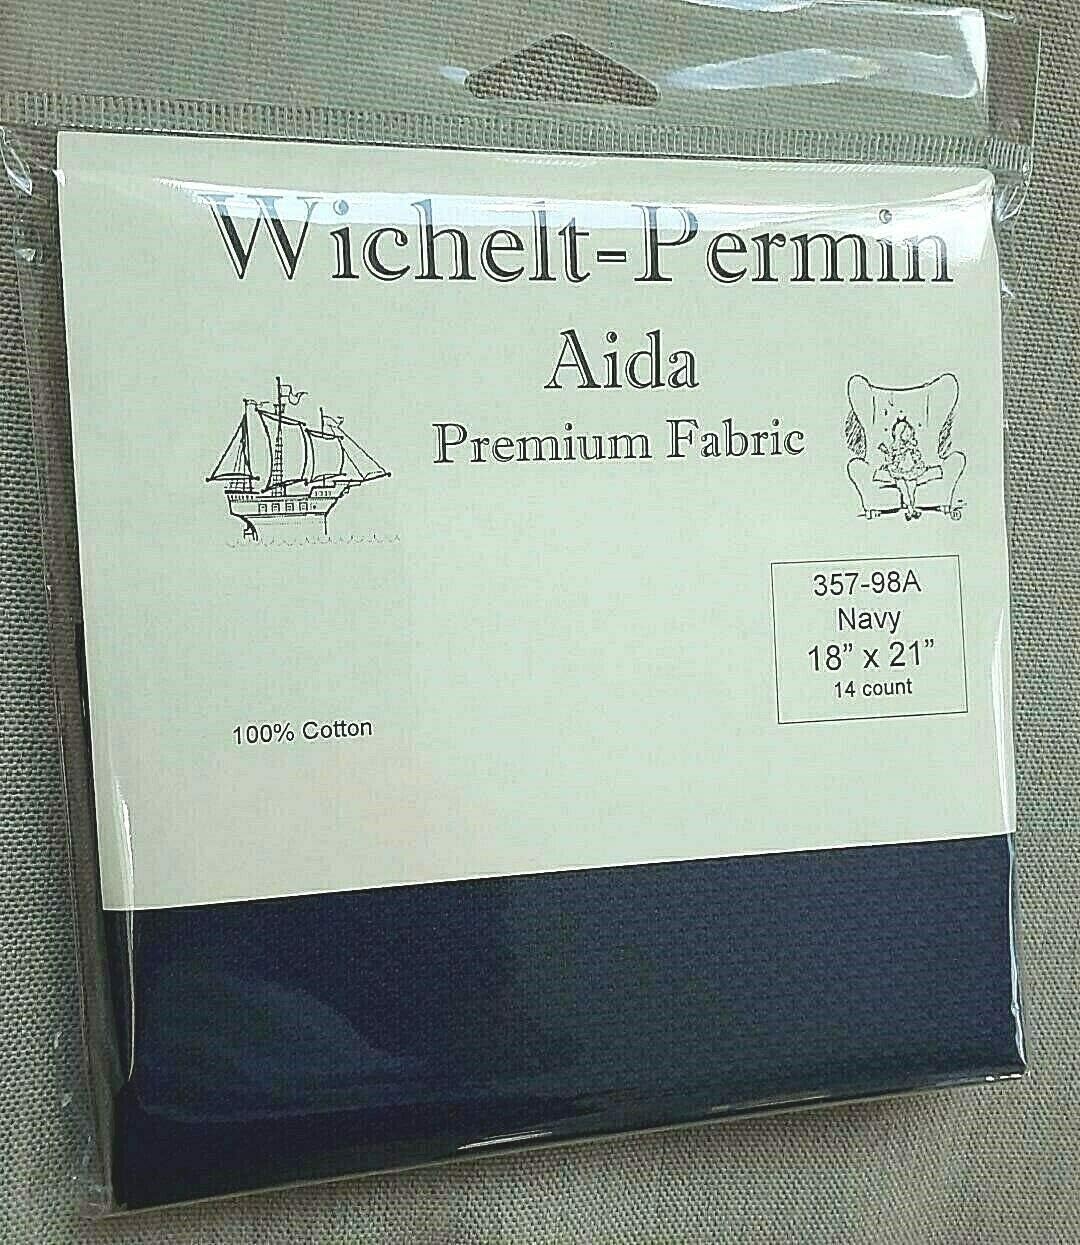 Wichelt-Permin
Aida
Premium Fabric
357-98A
Navy
18” x 21”
14 count
100% Cotton